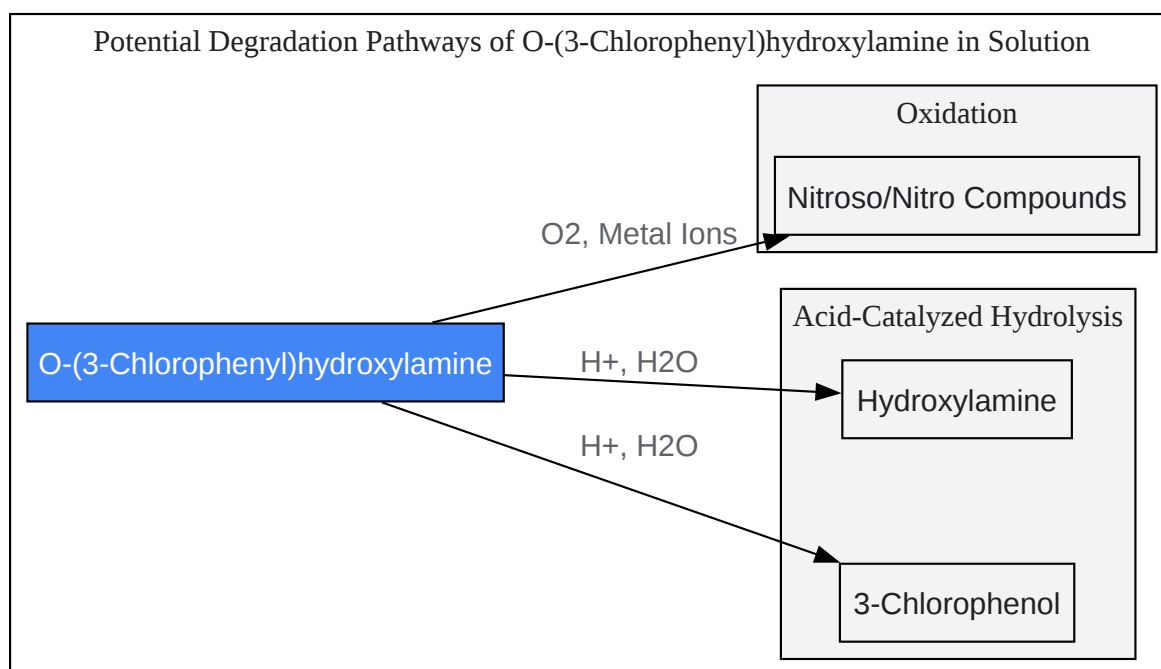 Potential Degradation Pathways of O-(3-Chlorophenyl)hydroxylamine in Solution
Oxidation
Nitroso/Nitro Compounds
O2, Metal Ions
Acid-Catalyzed Hydrolysis
O-(3-Chlorophenyl)hydroxylamine
H+, H2O
Hydroxylamine
H+, H2O
3-Chlorophenol